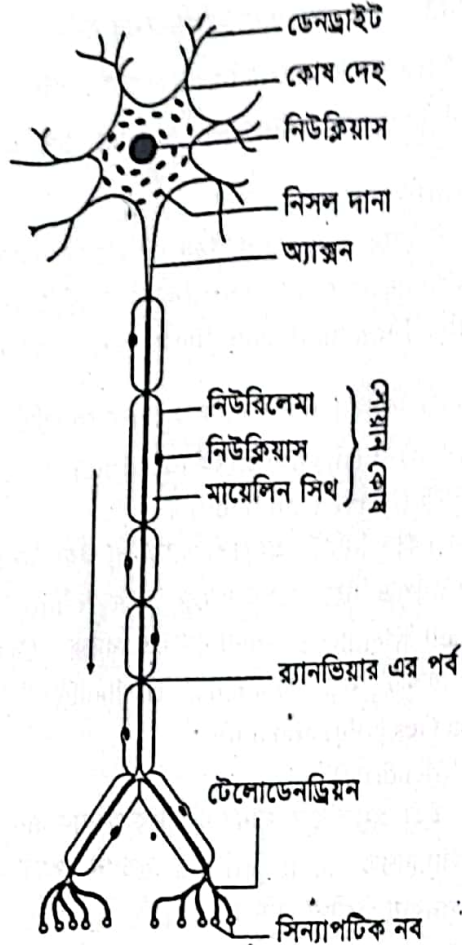 ডেনড্রাইট
কোষ দেহ
নিউক্লিয়াস
নিসল দানা
অ্যাক্সন
নিউরিলেমা
নিউক্লিয়াস
মায়েলিন সিথ
সোয়ান কোষ
র‍্যানভিয়ার এর পর্ব
টেলোডেনড্রিয়ন
সিন্যাপটিক নব